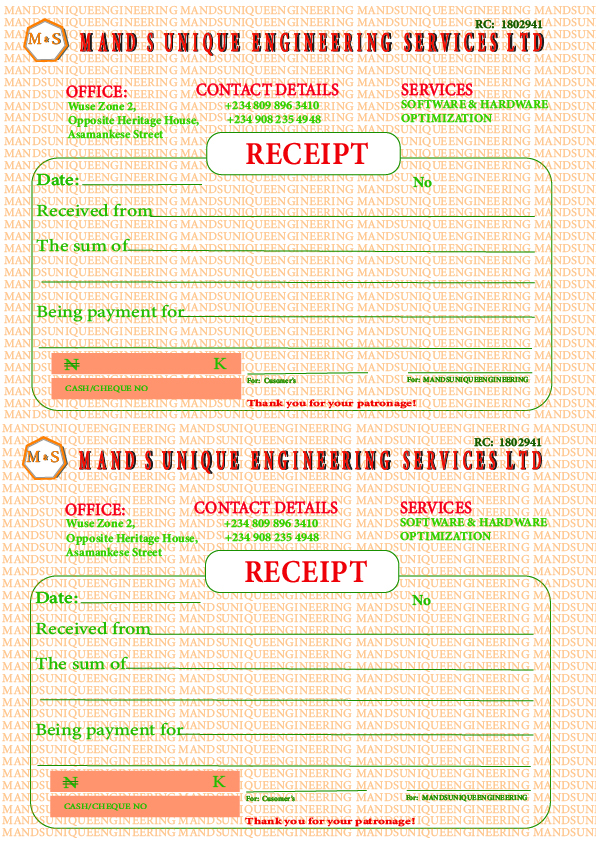 RC: 1802941
M & S
MAND S UNIQUE ENGINEERING SERVICES LTD
OFFICE:
Wuse Zone 2,
Opposite Heritage House,
Asamankese Street
CONTACT DETAILS
+234 809 896 3410
+234 908 235 4948
SERVICES
SOFTWARE & HARDWARE
OPTIMIZATION
RECEIPT
Date:
No
Received from
The sum of
Being payment for
₦ K
CASH/CHEQUE NO
For: Cusomer's
For: MANDSUNIQUEENGINEERING
Thank you for your patronage!
RC: 1802941
M & S
MAND S UNIQUE ENGINEERING SERVICES LTD
OFFICE:
Wuse Zone 2,
Opposite Heritage House,
Asamankese Street
CONTACT DETAILS
+234 809 896 3410
+234 908 235 4948
SERVICES
SOFTWARE & HARDWARE
OPTIMIZATION
RECEIPT
Date:
No
Received from
The sum of
Being payment for
₦ K
CASH/CHEQUE NO
For: Cusomer's
For: MANDSUNIQUEENGINEERING
Thank you for your patronage!